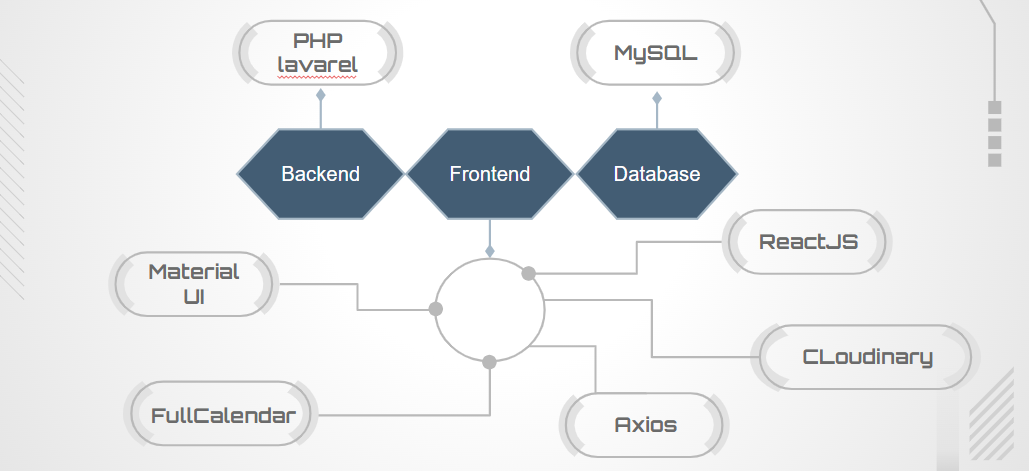 PHP
lavarel
MySQL
Backend
Frontend
Database
ReactJS
Material
UI
CLoudinary
FullCalendar
Axios